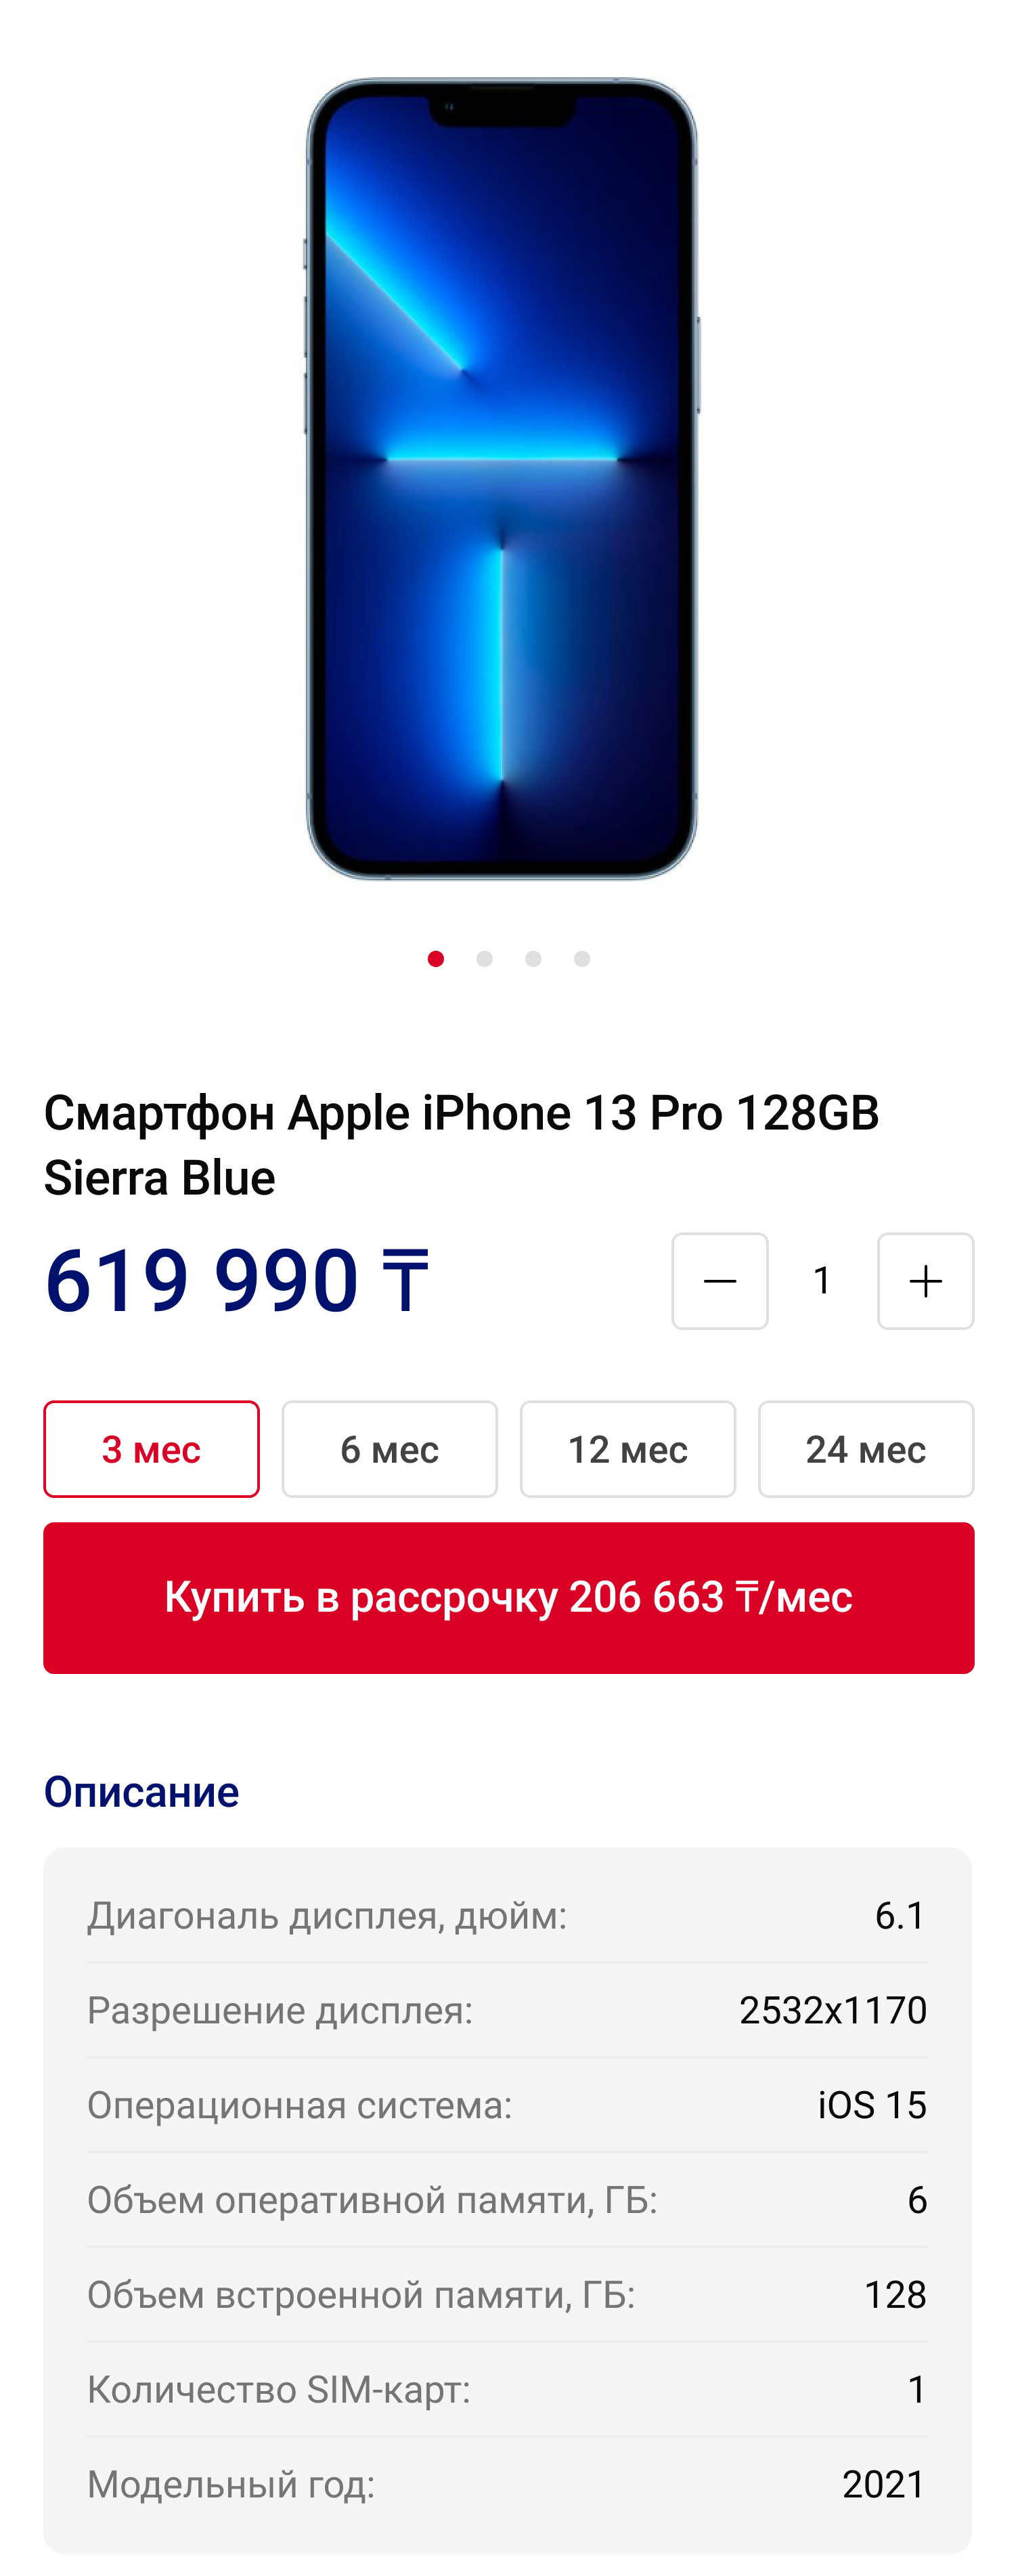 Смартфон Apple iPhone 13 Pro 128GB
Sierra Blue
619 990 ₸
1
3 мес
6 мес
12 мес
24 мес
Купить в рассрочку 206 663 ₸/мес
Описание
Диагональ дисплея, дюйм: 6.1
Разрешение дисплея: 2532x1170
Операционная система: iOS 15
Объем оперативной памяти, ГБ: 6
Объем встроенной памяти, ГБ: 128
Количество SIM-карт: 1
Модельный год: 2021